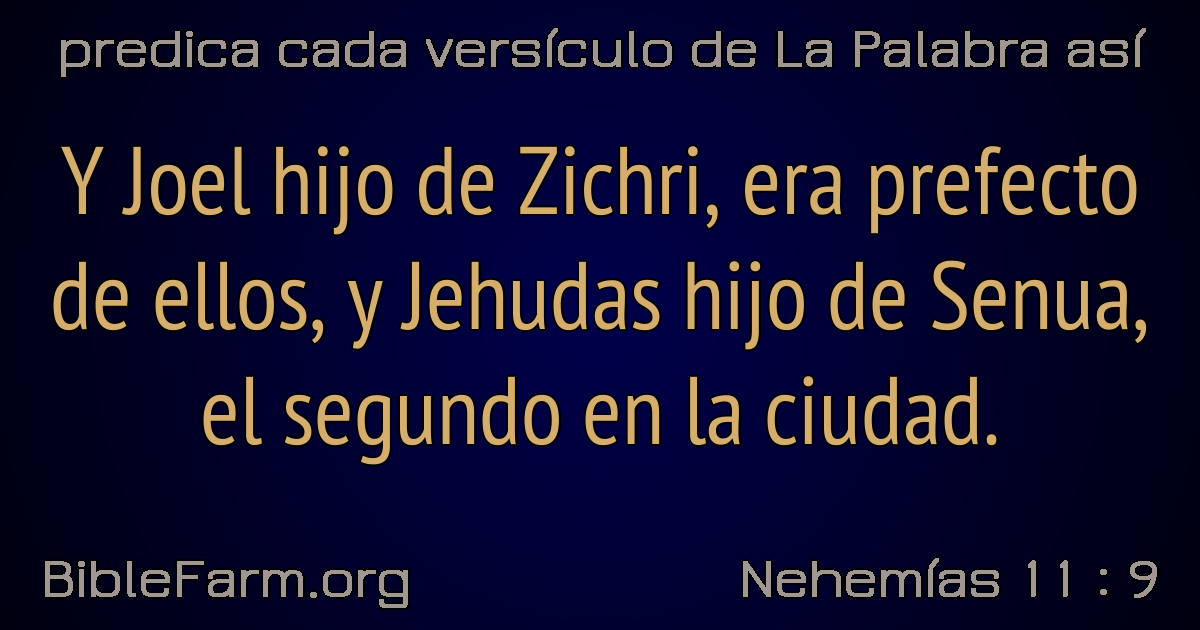 predica cada versículo de La Palabra así
Y Joel hijo de Zichri, era prefecto
de ellos, y Jehudas hijo de Senua,
el segundo en la ciudad.
BibleFarm.org
Nehemías 11 : 9